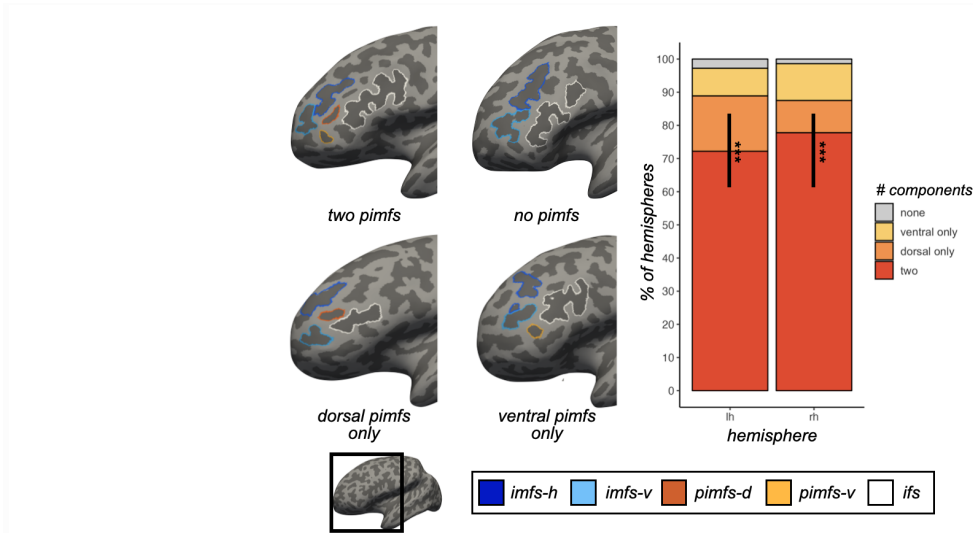 two pimfs
no pimfs
dorsal pimfs
only
ventral pimfs
only
% of hemispheres
100
90
80
70
60
50
40
30
20
10
0
***
***
lh
rh
hemisphere
# components
none
ventral only
dorsal only
two
imfs-h
imfs-v
pimfs-d
pimfs-v
ifs